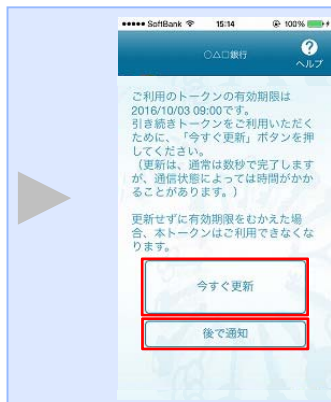 ●●●●● SoftBank 15:14 100%
○△□銀行
?
ヘルプ
ご利用のトークンの有効期限は
2016/10/03 09:00です。
引き続きトークンをご利用いただく
ために、「今すぐ更新」ボタンを押
してください。
(更新は、通常は数秒で完了します
が、通信状態によっては時間がかか
ることがあります。)
更新せずに有効期限をむかえた場
合、本トークンはご利用できなくな
ります。
今すぐ更新
後で通知